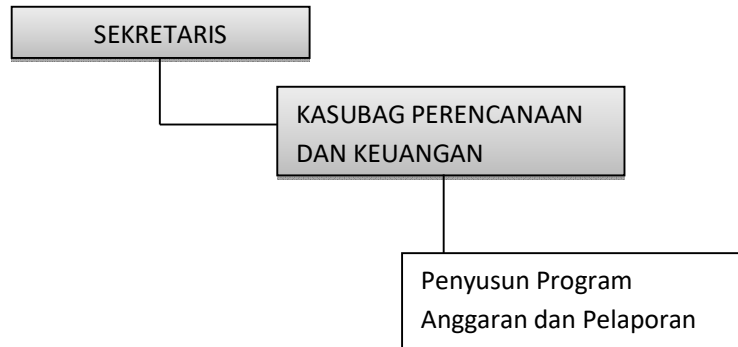 SEKRETARIS
KASUBAG PERENCANAAN
DAN KEUANGAN
Penyusun Program
Anggaran dan Pelaporan